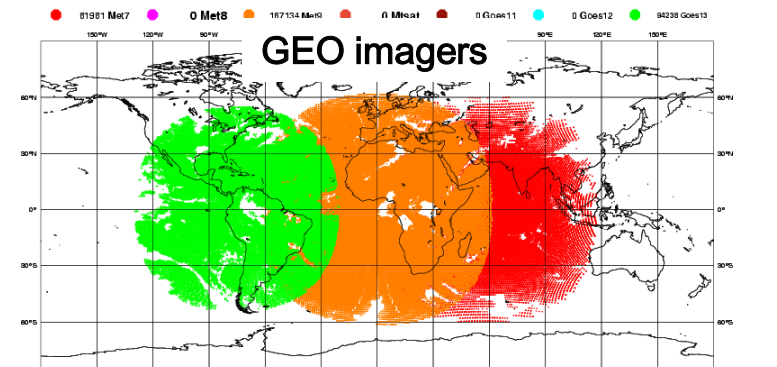 61961 Met7 0 Met8 167134 Met9 0 Mtsat 0 Goes11 0 Goes12 94238 Goes13
150°W 120°W 90°W 90°E 120°E 150°E
GEO imagers
60°N 60°N
30°N 30°N
0° 0°
30°S 30°S
60°S 60°S